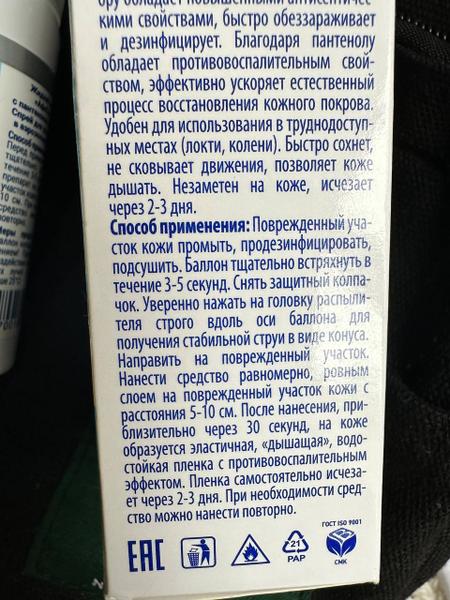 ору обладает повышенными антисептичес-
кими свойствами, быстро обеззараживает
и дезинфицирует. Благодаря пантенолу
обладает противовоспалительным свой-
ством, эффективно ускоряет естественный
процесс восстановления кожного покрова.
Удобен для использования в труднодоступ-
ных местах (локти, колени). Быстро сохнет,
не сковывает движения, позволяет коже
дышать. Незаметен на коже, исчезает
через 2-3 дня.
Способ применения: Поврежденный уча-
сток кожи промыть, продезинфицировать,
подсушить. Баллон тщательно встряхнуть в
течение 3-5 секунд. Снять защитный колпа-
чок. Уверенно нажать на головку распыли-
теля строго вдоль оси баллона для
получения стабильной струи в виде конуса.
Направить на поврежденный участок.
Нанести средство равномерно, ровным
слоем на поврежденный участок кожи с
расстояния 5-10 см. После нанесения, при-
близительно через 30 секунд, на коже
образуется эластичная, «дышащая», водо-
стойкая пленка с противовоспалительным
эффектом. Пленка самостоятельно исчеза-
ет через 2-3 дня. При необходимости сред-
ство можно нанести повторно.
ЕАС
21
PAP
ГОСТ ISO 9001
СМК